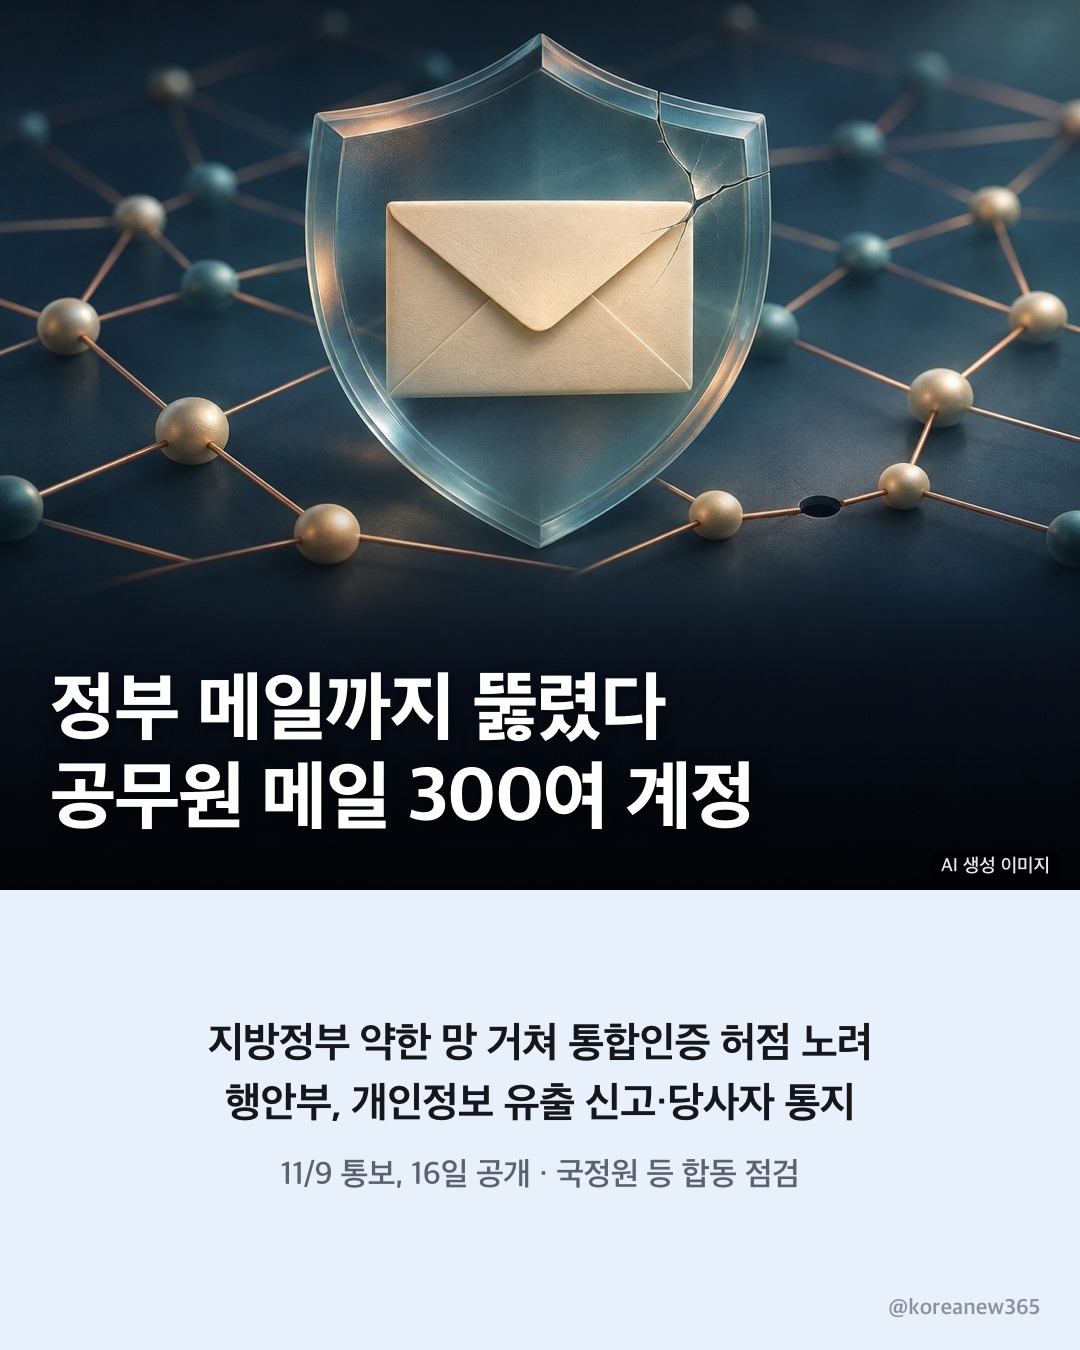 정부 메일까지 뚫렸다
공무원 메일 300여 계정
AI 생성 이미지
지방정부 약한 망 거쳐 통합인증 허점 노려
행안부, 개인정보 유출 신고·당사자 통지
11/9 통보, 16일 공개 · 국정원 등 합동 점검
@koreanew365